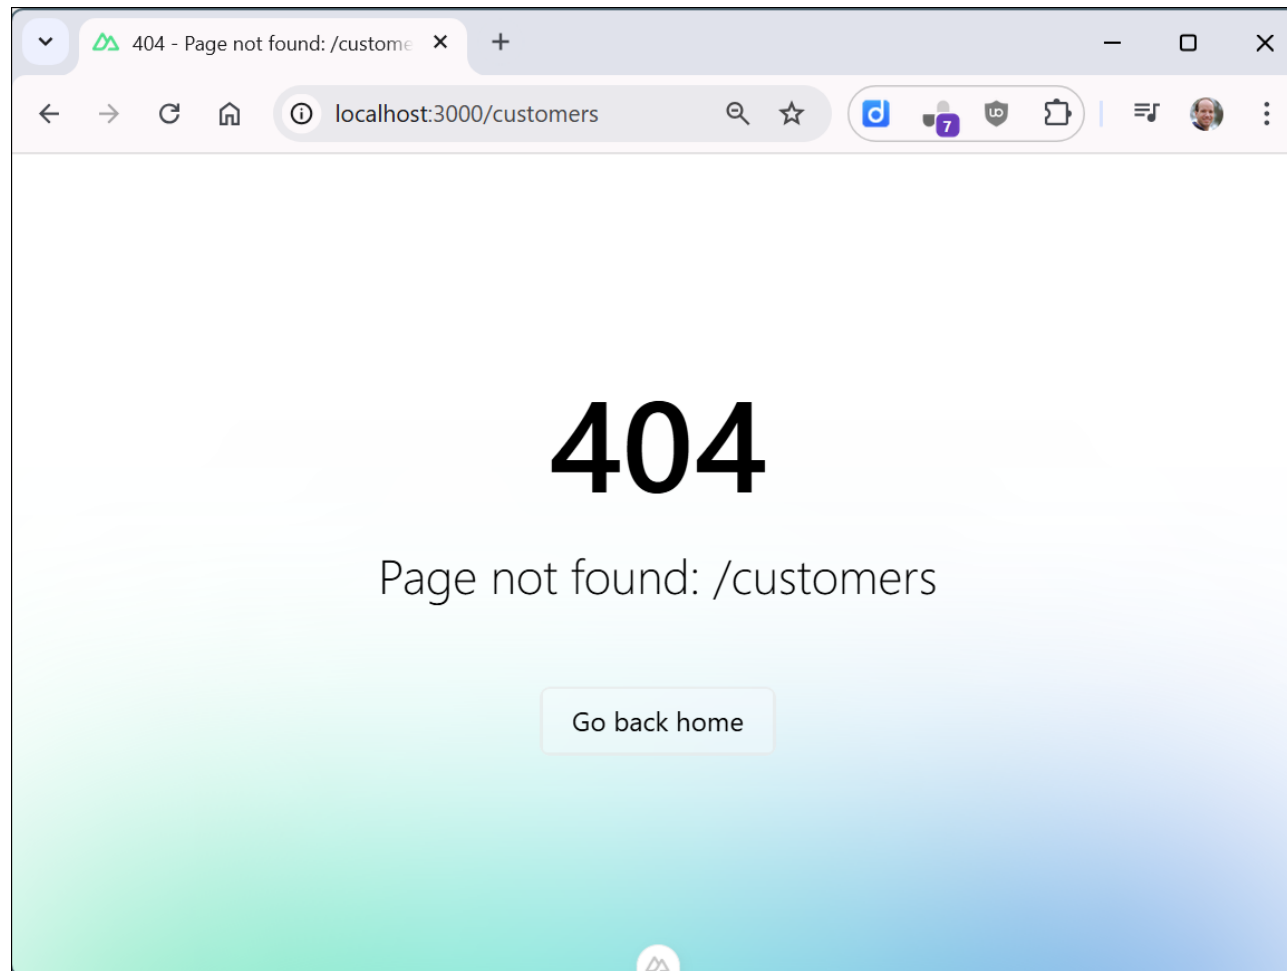 404 - Page not found: /custome
localhost:3000/customers
7
404
Page not found: /customers
Go back home